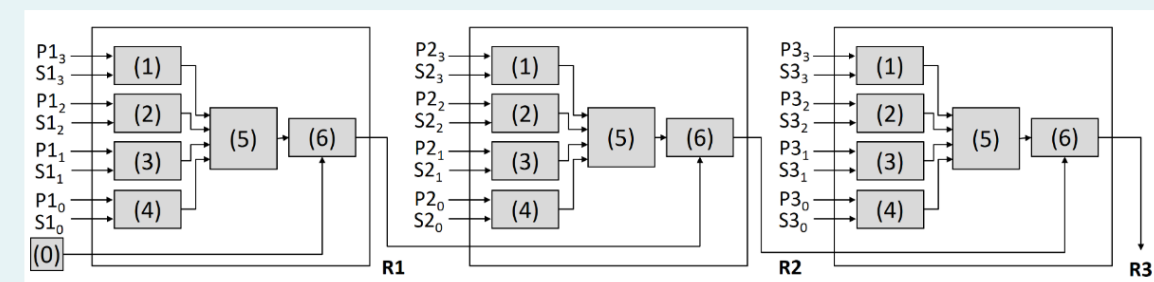 P1₃ (1) P2₃ (1) P3₃ (1)
S1₃ S2₃ S3₃
P1₂ (2) P2₂ (2) P3₂ (2)
S1₂ S2₂ S3₂
(5) (6) (5) (6) (5) (6)
P1₁ (3) P2₁ (3) P3₁ (3)
S1₁ S2₁ S3₁
P1₀ (4) P2₀ (4) P3₀ (4)
S1₀ S2₀ S3₀
(0) R1 R2 R3